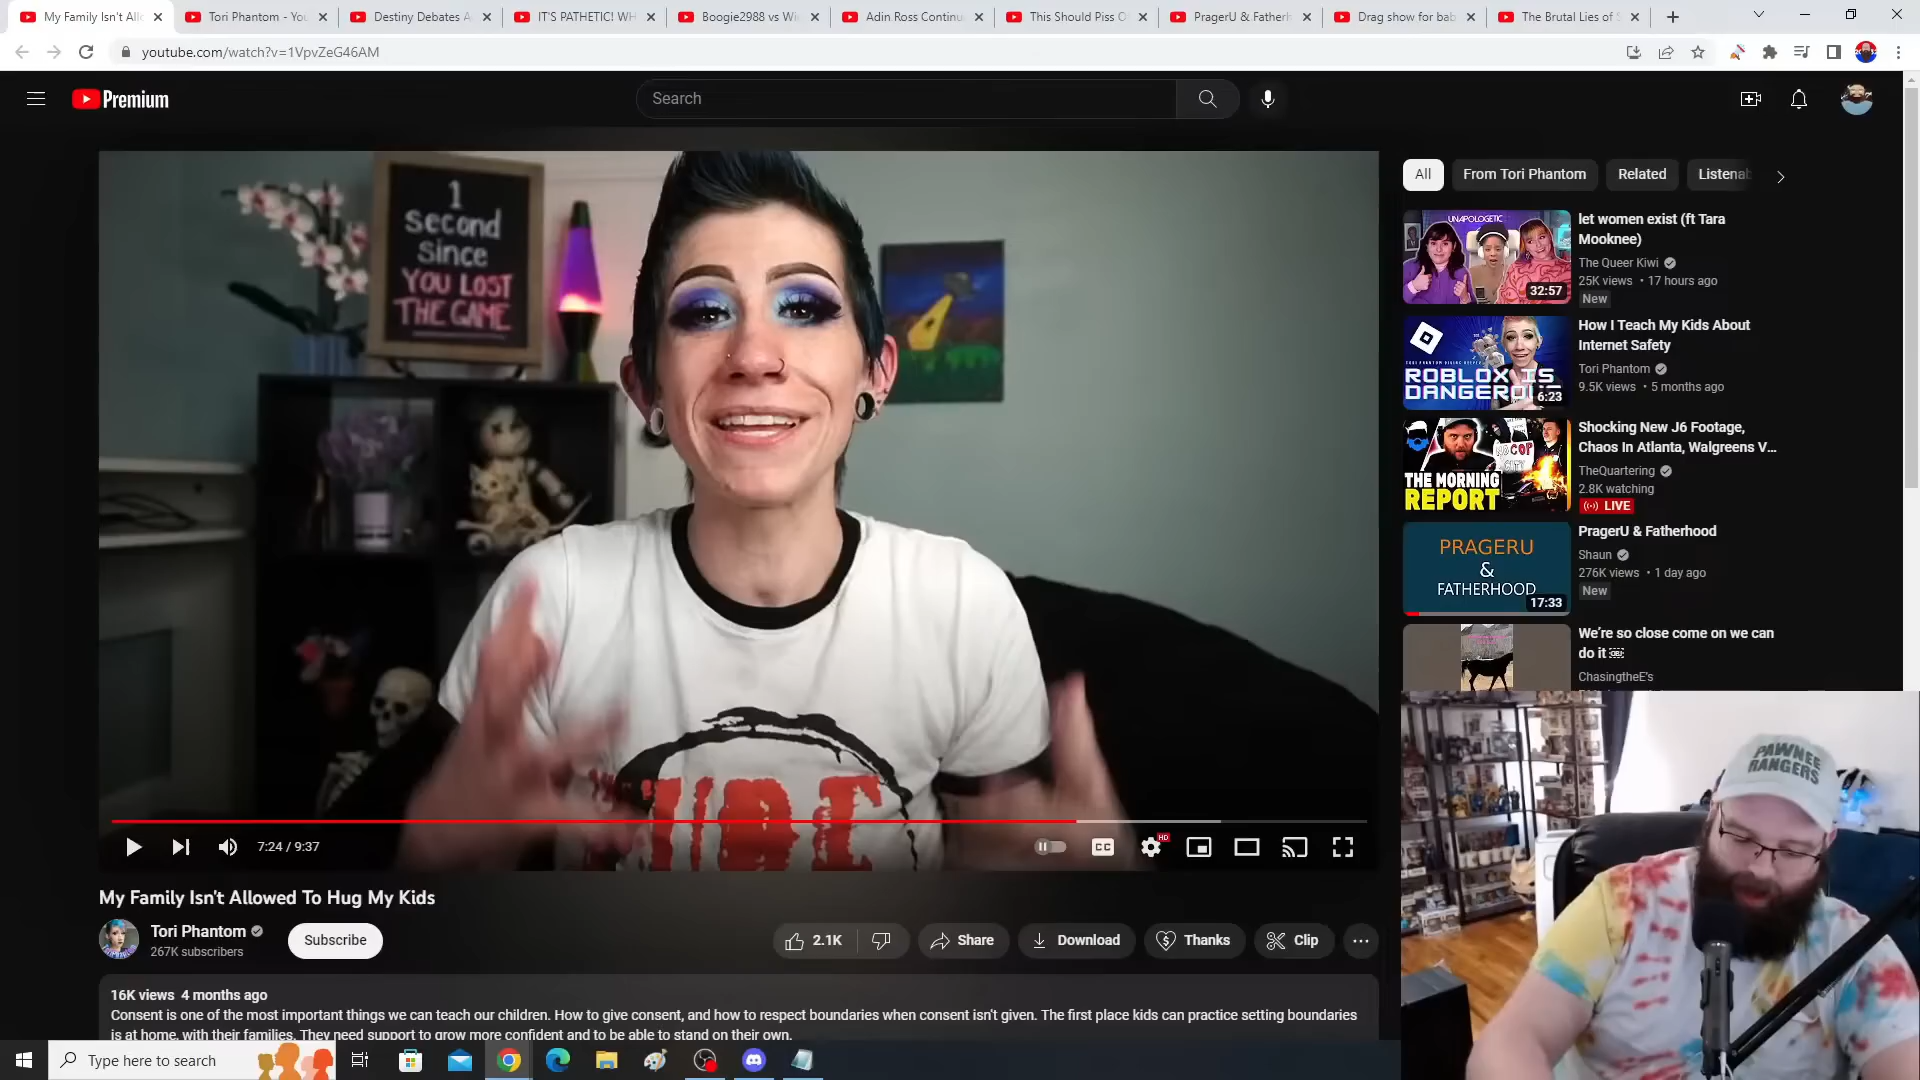 My Family Isn't All
Tori Phantom - You
Destiny Debates A
IT'S PATHETIC! WH
Boogie2988 vs Wi
Adin Ross Continu
This Should Piss O
PragerU & Fatherh
Drag show for bab
The Brutal Lies of S
youtube.com/watch?v=1VpvZeG46AM
Premium
Search
1
second
since
YOU LOST
THE GAME
7:24 / 9:37
CC
HD
My Family Isn't Allowed To Hug My Kids
Tori Phantom
267K subscribers
Subscribe
2.1K
Share
Download
Thanks
Clip
16K views 4 months ago
Consent is one of the most important things we can teach our children. How to give consent, and how to respect boundaries when consent isn't given. The first place kids can practice setting boundaries
is at home, with their families. They need support to grow more confident and to be able to stand on their own.
All
From Tori Phantom
Related
Listenab
UNAPOLOGETIC
32:57
let women exist (ft Tara
Mooknee)
The Queer Kiwi
25K views • 17 hours ago
New
ROBLOX IS
DANGERO
6:23
How I Teach My Kids About
Internet Safety
Tori Phantom
9.5K views • 5 months ago
COP
CITY
THE MORNING
REPORT
Shocking New J6 Footage,
Chaos In Atlanta, Walgreens V...
TheQuartering
2.8K watching
LIVE
PRAGERU
&
FATHERHOOD
17:33
PragerU & Fatherhood
Shaun
276K views • 1 day ago
New
We're so close come on we can
do it
ChasingtheE's
PAWNEE
RANGERS
Type here to search